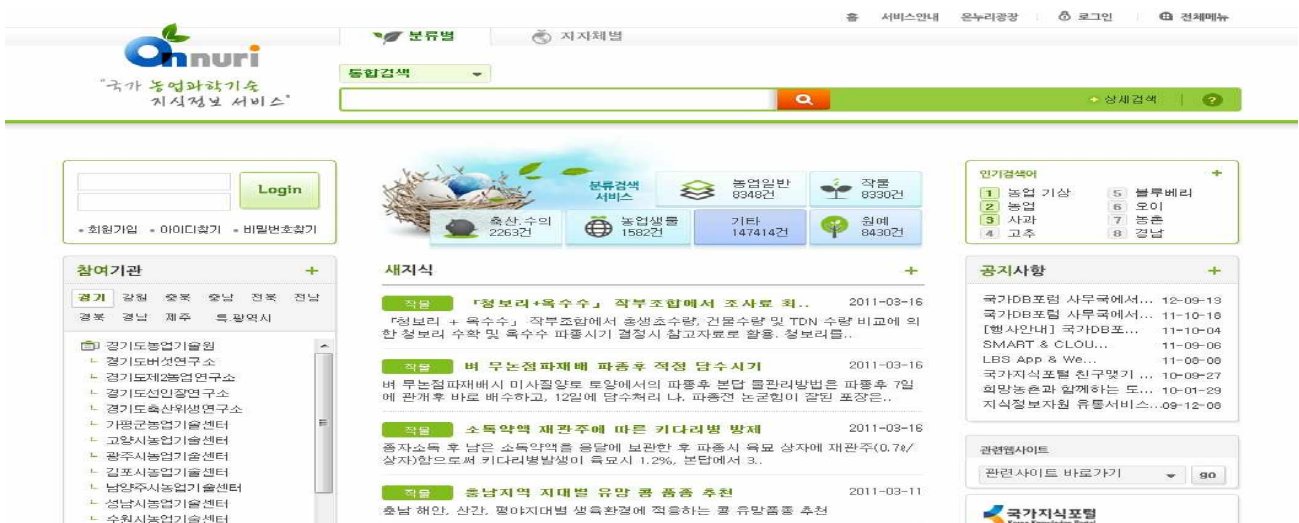 홈 서비스안내 온누리광장 로그인 전체메뉴
분류별 지자체별
Onnuri
"국가 농업과학기술
지식정보 서비스"
통합검색
상세검색 ?
Login
회원가입 아이디찾기 비밀번호찾기
분류검색
서비스
농업일반
8348건
작물
8330건
축산.수의
2263건
농업생물
1582건
기타
147414건
원예
8430건
인기검색어 +
1 농업 기상 5 블루베리
2 농업 6 오이
3 사과 7 농촌
4 고추 8 경남
참여기관 +
경기 강원 충북 충남 전북 전남
경북 경남 제주 특.광역시
경기도농업기술원
경기도버섯연구소
경기도제2농업연구소
경기도선인장연구소
경기도축산위생연구소
가평군농업기술센터
고양시농업기술센터
광주시농업기술센터
김포시농업기술센터
남양주시농업기술센터
성남시농업기술센터
수원시농업기술센터
새지식 +
작물 「청보리+옥수수」 작부조합에서 조사료 최.. 2011-03-16
「청보리 + 옥수수」 작부조합에서의 총생초수량, 건물수량 및 TDN 수량 비교에 의
한 청보리 수확 및 옥수수 파종시기 결정시 참고자료로 활용. 청보리를..
작물 벼 무논점파재배 파종후 적정 담수시기 2011-03-16
벼 무논점파재배시 미사질양토 토양에서의 파종후 본답 물관리방법은 파종후 7일
에 관개후 바로 배수하고, 12일에 담수처리 나. 파종전 논굳힘이 잘된 포장은..
작물 소독약액 재관주에 따른 키다리병 방제 2011-03-16
종자소독 후 남은 소독약액을 응달에 보관한 후 파종시 육묘 상자에 재관주(0.7ℓ/
상자)함으로써 키다리병발생이 육묘시 1.2%, 본답에서 3..
작물 충남지역 지대별 유망 콩 품종 추천 2011-03-11
충남 해안, 산간, 평야지대별 생육환경에 적응하는 콩 유망품종 추천
공지사항 +
국가DB포럼 사무국에서... 12-09-13
국가DB포럼 사무국에서... 11-10-18
[행사안내] 국가DB포... 11-10-04
SMART & CLOU... 11-09-06
LBS App & We... 11-08-08
국가지식포털 친구맺기 ... 10-09-27
희망농촌과 함께하는 도... 10-01-29
지식정보자원 유통서비스...09-12-08
관련웹사이트
관련사이트 바로가기 go
국가지식포털
Korea Knowledge Portal